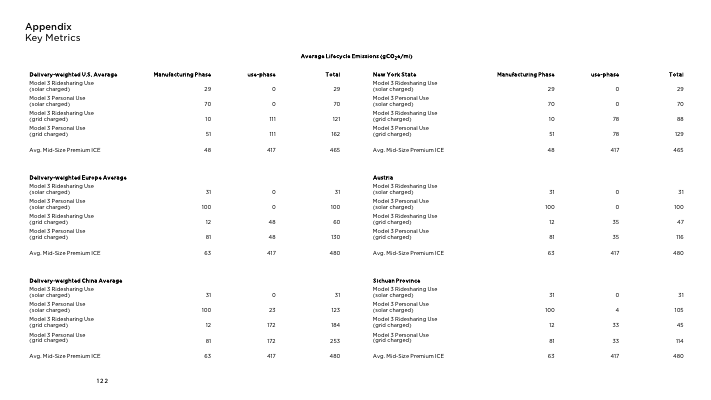 Appendix
Key Metrics
Average Lifecycle Emissions (gCO2e/mi)
Delivery-weighted U.S. Average Manufacturing Phase use-phase Total
Model 3 Ridesharing Use
(solar charged) 29 0 29
Model 3 Personal Use
(solar charged) 70 0 70
Model 3 Ridesharing Use
(grid charged) 10 111 121
Model 3 Personal Use
(grid charged) 51 111 162
Avg. Mid-Size Premium ICE 48 417 465
New York State Manufacturing Phase use-phase Total
Model 3 Ridesharing Use
(solar charged) 29 0 29
Model 3 Personal Use
(solar charged) 70 0 70
Model 3 Ridesharing Use
(grid charged) 10 78 88
Model 3 Personal Use
(grid charged) 51 78 129
Avg. Mid-Size Premium ICE 48 417 465
Delivery-weighted Europe Average
Model 3 Ridesharing Use
(solar charged) 31 0 31
Model 3 Personal Use
(solar charged) 100 0 100
Model 3 Ridesharing Use
(grid charged) 12 48 60
Model 3 Personal Use
(grid charged) 81 48 130
Avg. Mid-Size Premium ICE 63 417 480
Austria
Model 3 Ridesharing Use
(solar charged) 31 0 31
Model 3 Personal Use
(solar charged) 100 0 100
Model 3 Ridesharing Use
(grid charged) 12 35 47
Model 3 Personal Use
(grid charged) 81 35 116
Avg. Mid-Size Premium ICE 63 417 480
Delivery-weighted China Average
Model 3 Ridesharing Use
(solar charged) 31 0 31
Model 3 Personal Use
(solar charged) 100 23 123
Model 3 Ridesharing Use
(grid charged) 12 172 184
Model 3 Personal Use
(grid charged) 81 172 253
Avg. Mid-Size Premium ICE 63 417 480
Sichuan Province
Model 3 Ridesharing Use
(solar charged) 31 0 31
Model 3 Personal Use
(solar charged) 100 4 105
Model 3 Ridesharing Use
(grid charged) 12 33 45
Model 3 Personal Use
(grid charged) 81 33 114
Avg. Mid-Size Premium ICE 63 417 480
122